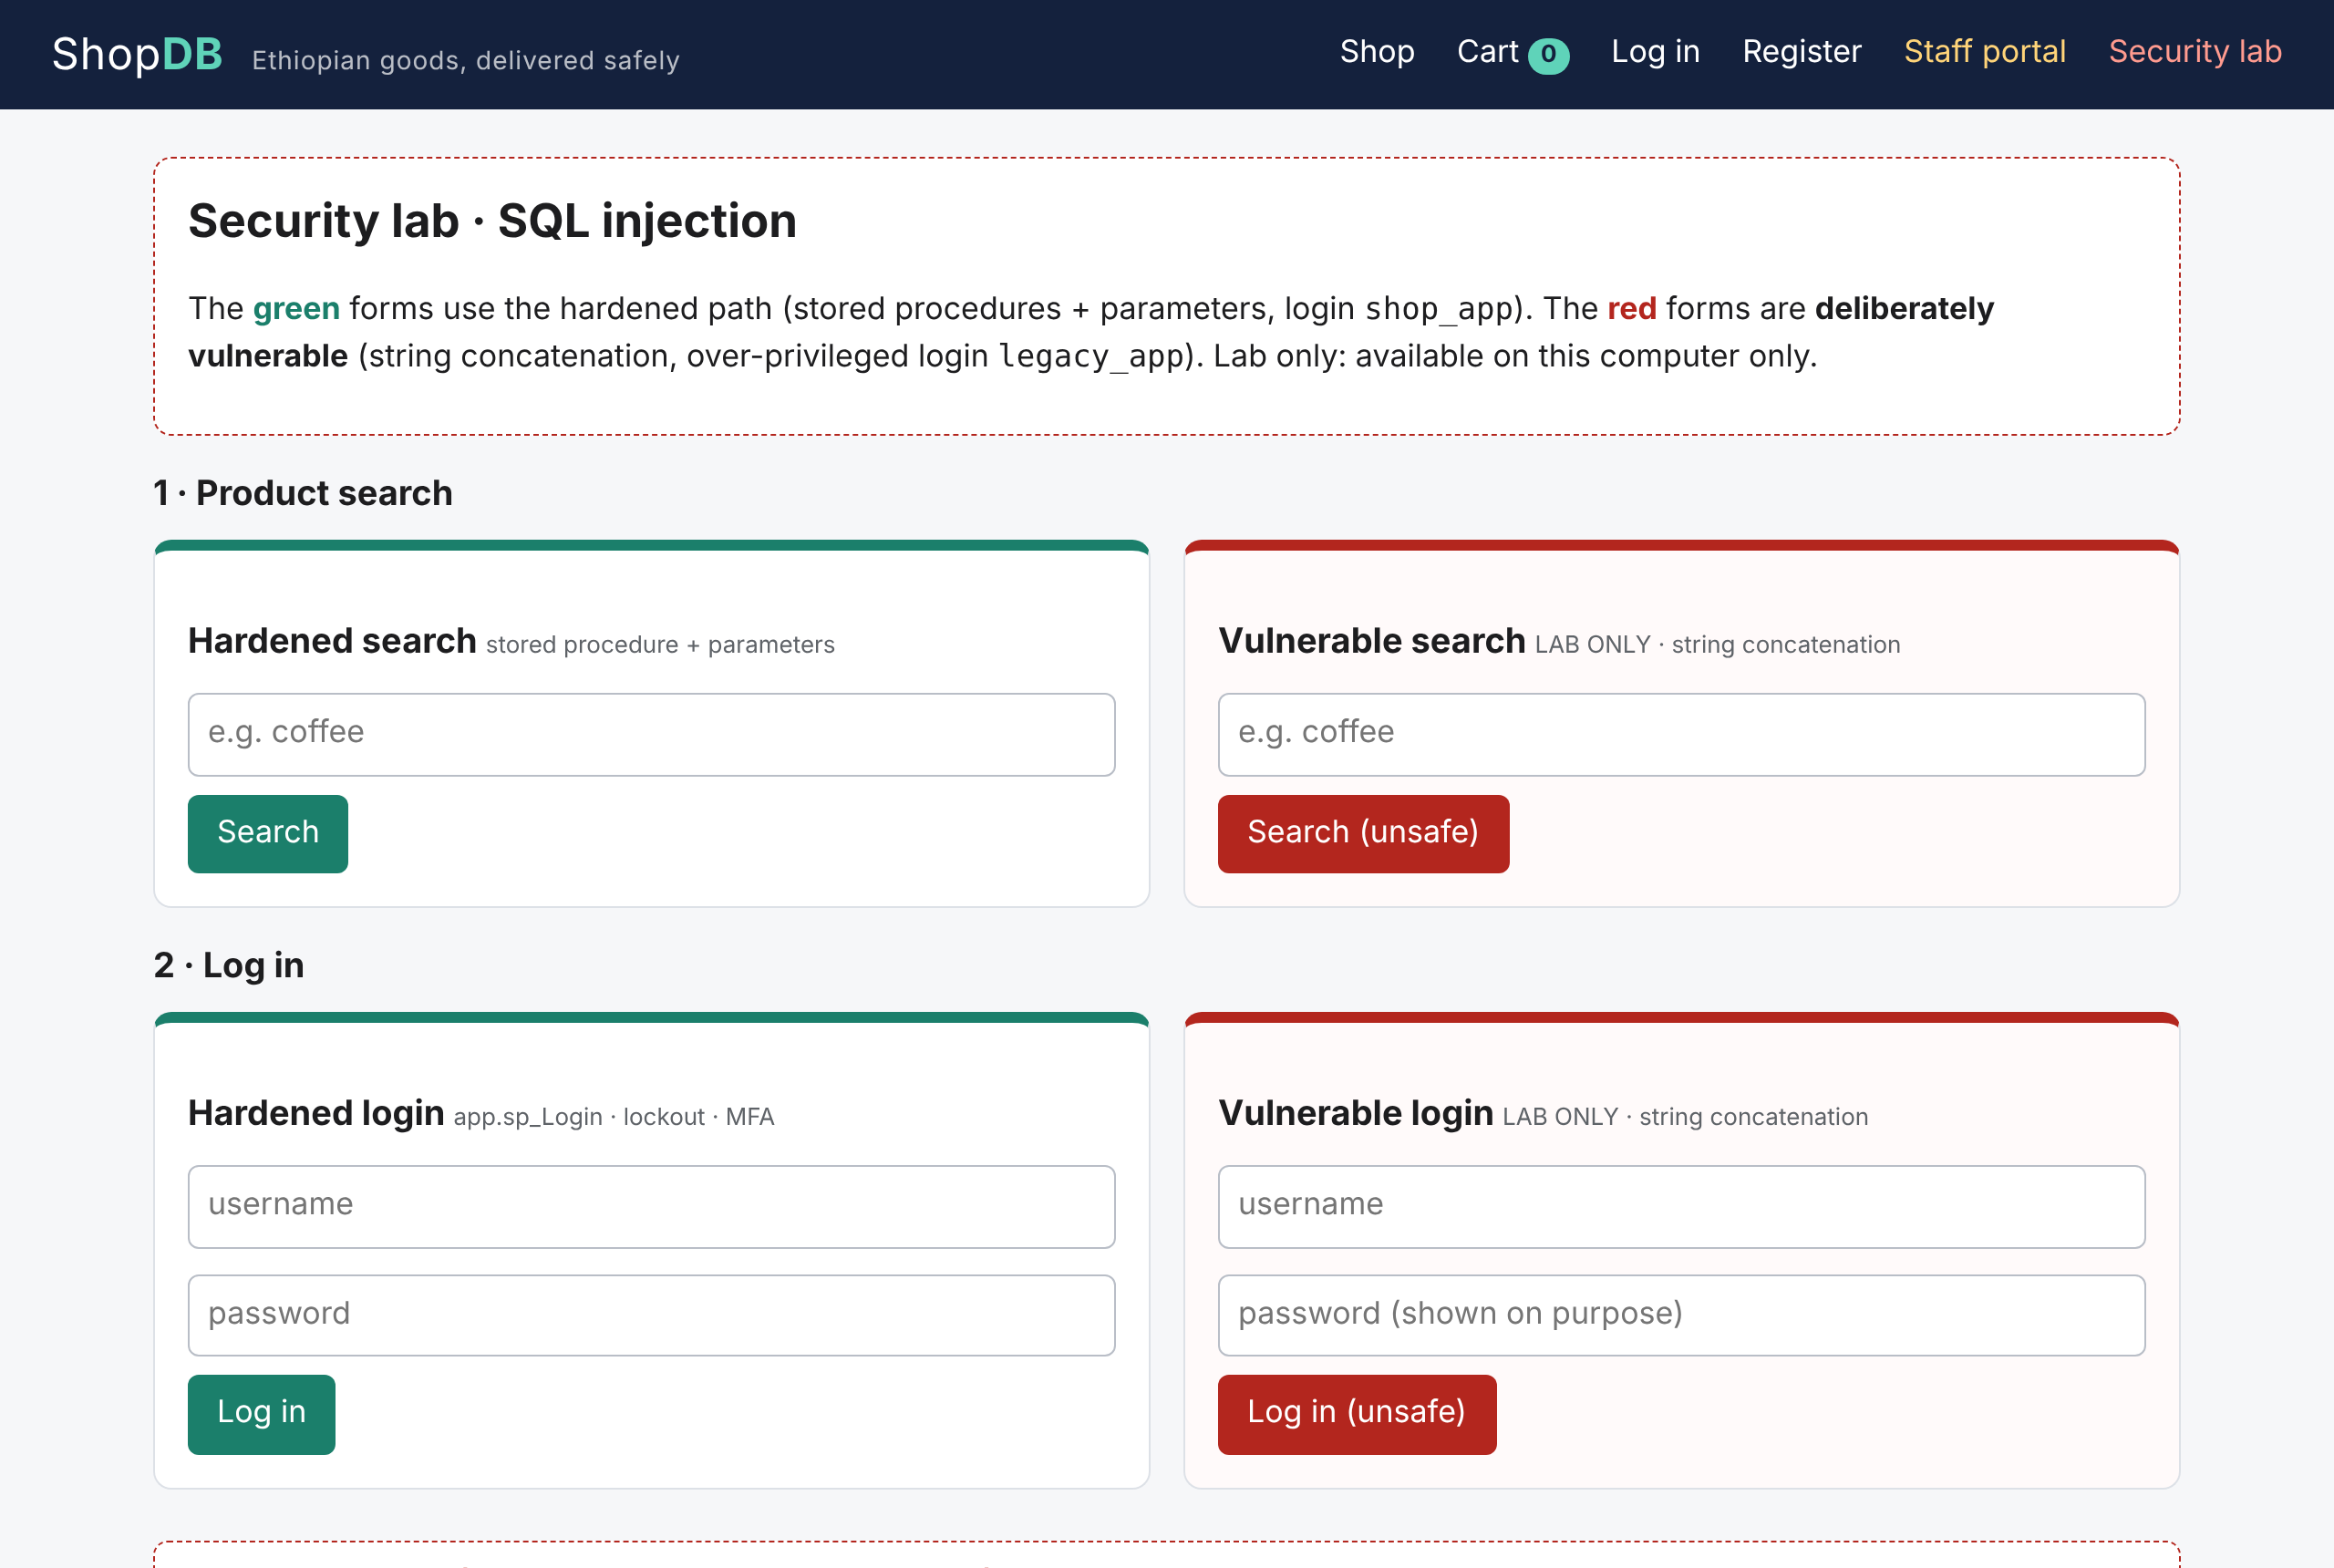 ShopDB Ethiopian goods, delivered safely Shop Cart 0 Log in Register Staff portal Security lab
Security lab · SQL injection
The green forms use the hardened path (stored procedures + parameters, login shop_app). The red forms are deliberately
vulnerable (string concatenation, over-privileged login legacy_app). Lab only: available on this computer only.
1 · Product search
Hardened search stored procedure + parameters
e.g. coffee
Search
Vulnerable search LAB ONLY · string concatenation
e.g. coffee
Search (unsafe)
2 · Log in
Hardened login app.sp_Login · lockout · MFA
username
password
Log in
Vulnerable login LAB ONLY · string concatenation
username
password (shown on purpose)
Log in (unsafe)